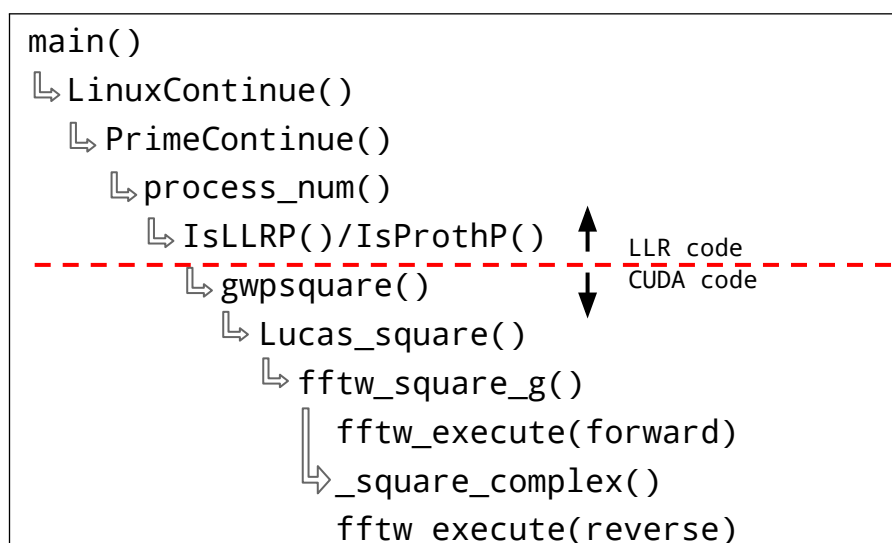 main()
LinuxContinue()
PrimeContinue()
process_num()
IsLLRP()/IsProthP()
LLR code
CUDA code
gwpsquare()
Lucas_square()
fftw_square_g()
fftw_execute(forward)
_square_complex()
fftw_execute(reverse)